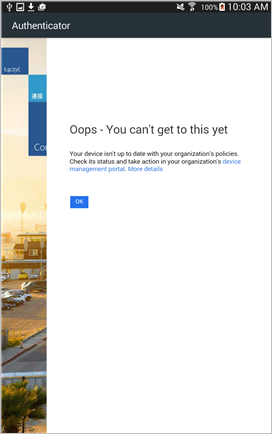 100% 10:03 AM
Authenticator
Łączyć
連接
Con
Oops - You can't get to this yet
Your device isn't up to date with your organization's policies.
Check its status and take action in your organization's device
management portal. More details
OK